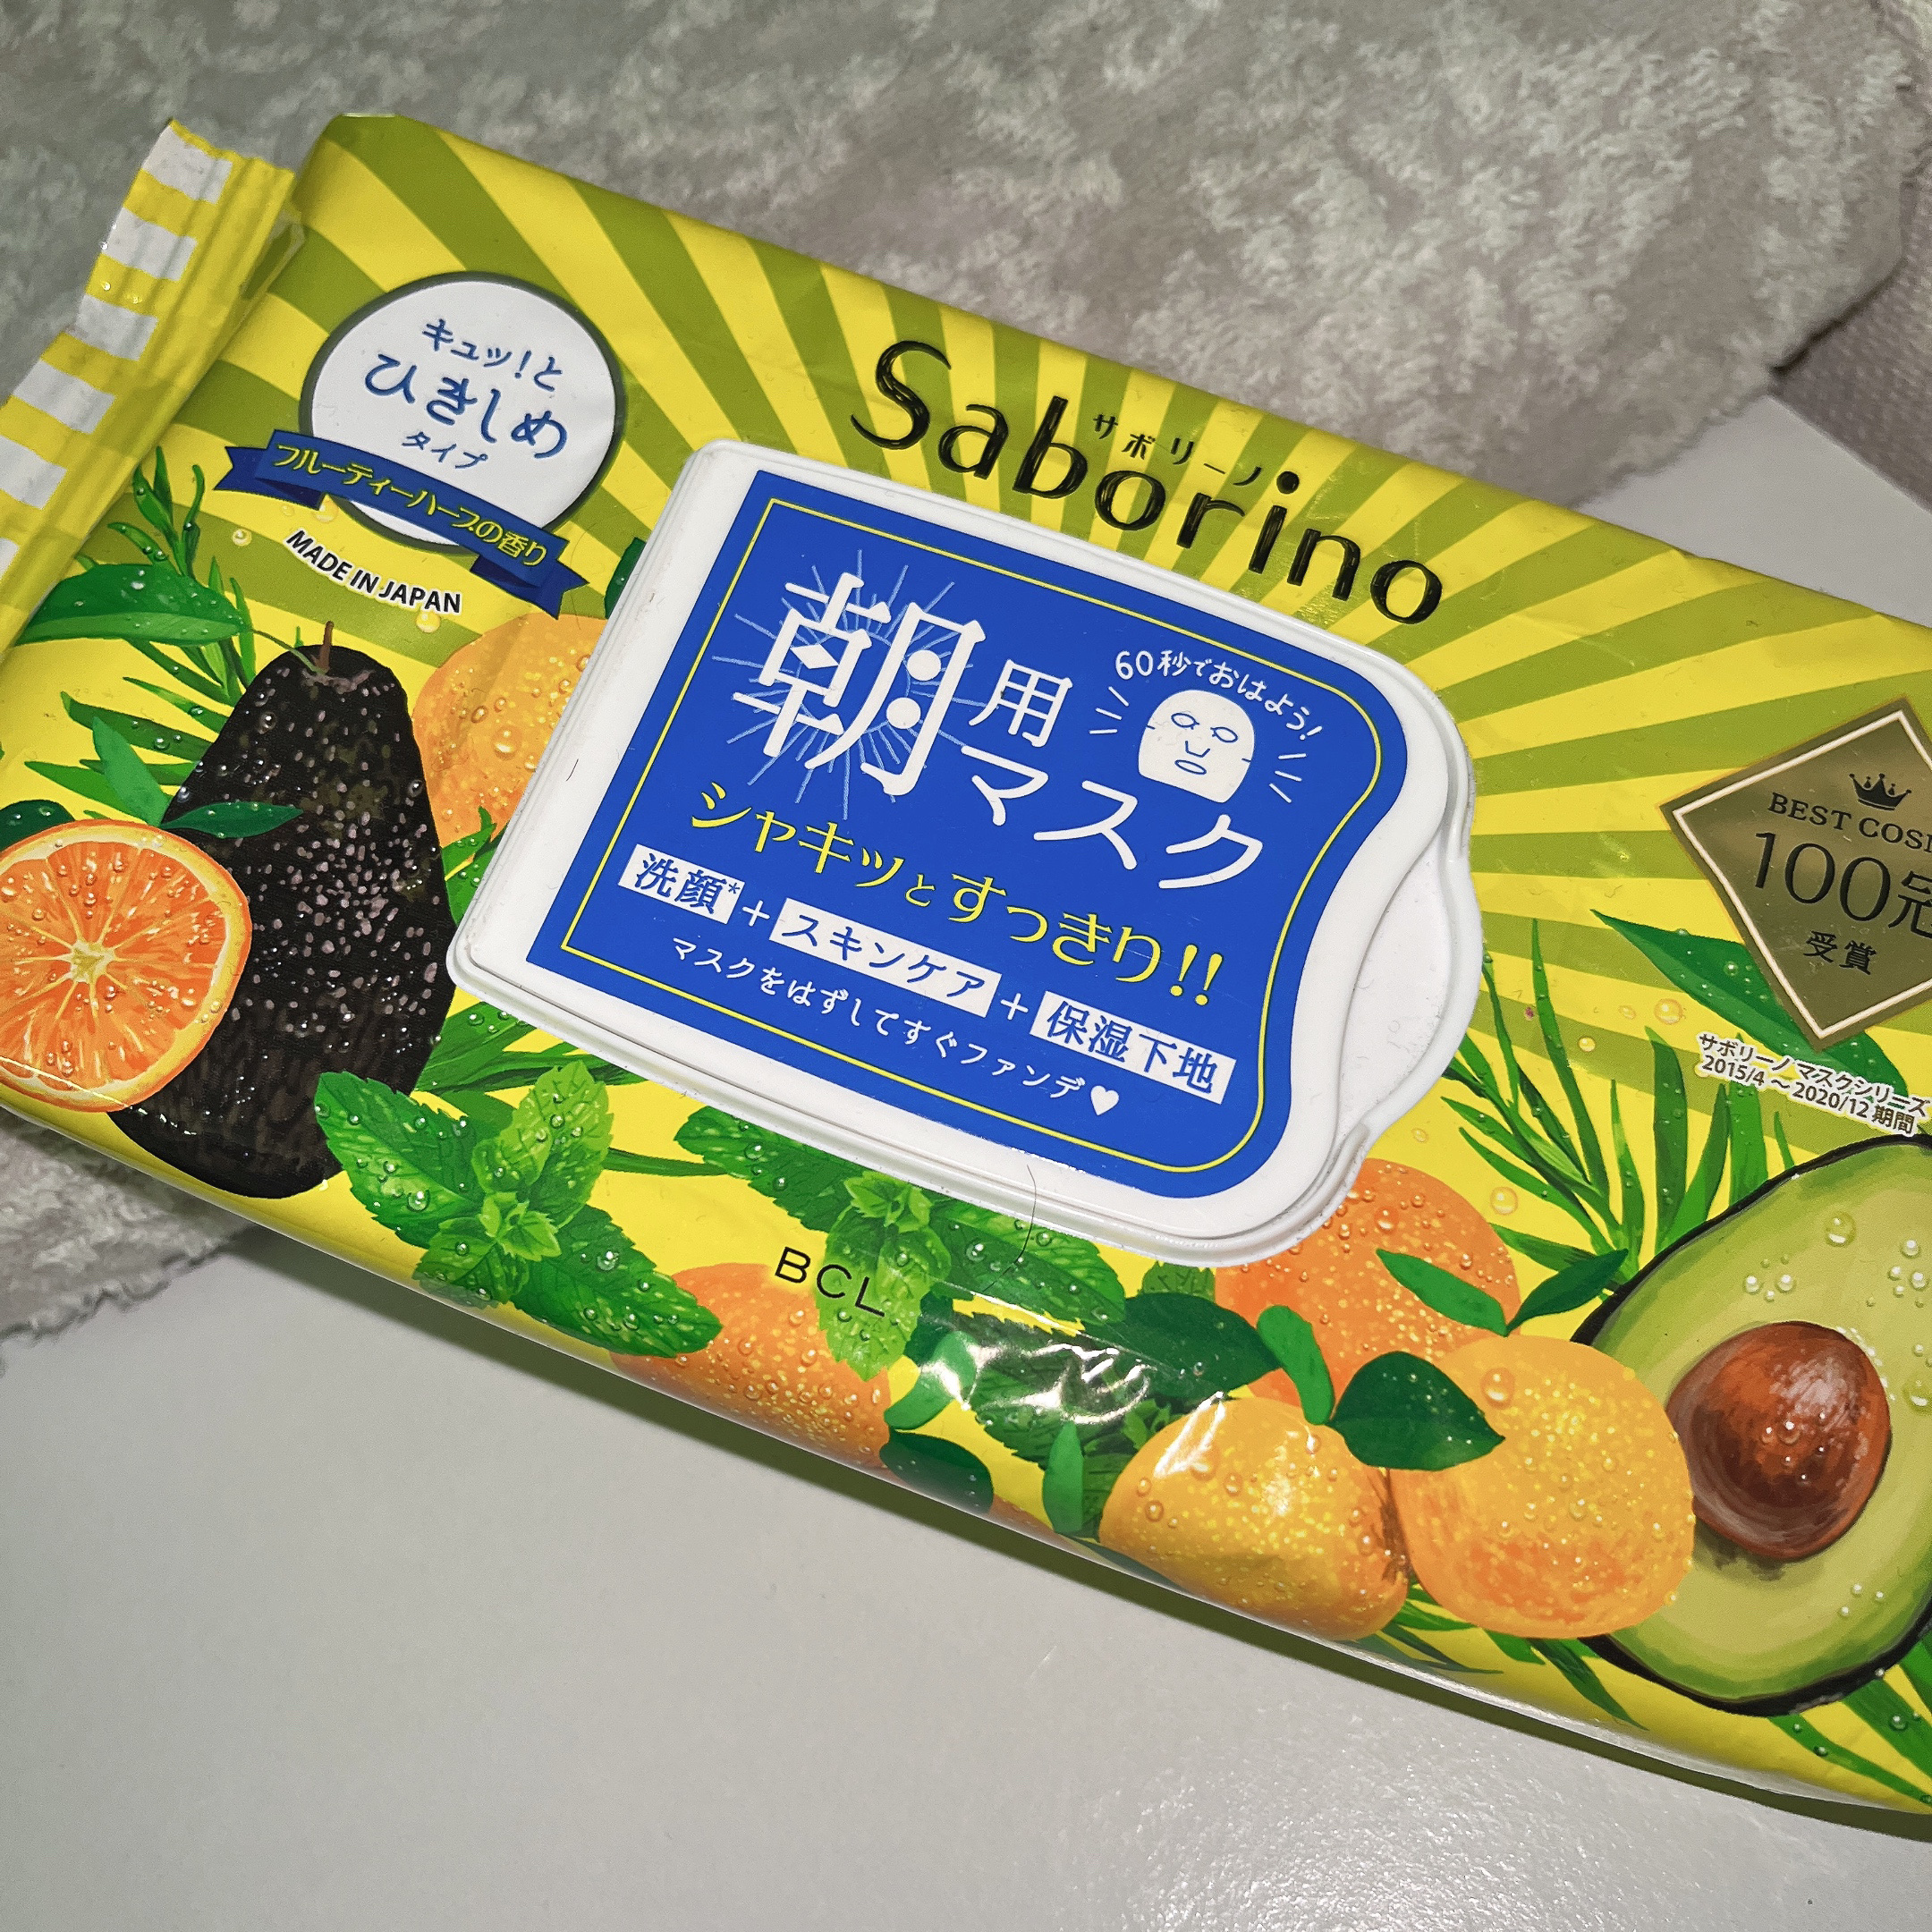 キュッ!と
ひきしめ
タイプ
フルーティーハーブの香り
MADE IN JAPAN
サボリーノ
Saborino
60秒でおはよう!
朝用
マスク
シャキッとすっきり!!
洗顔*+スキンケア+保湿下地
マスクをはずしてすぐファンデ♥
BCL
BEST COS
100冠
受賞
サボリーノ マスクシリーズ
2015/4 ~ 2020/12 期間